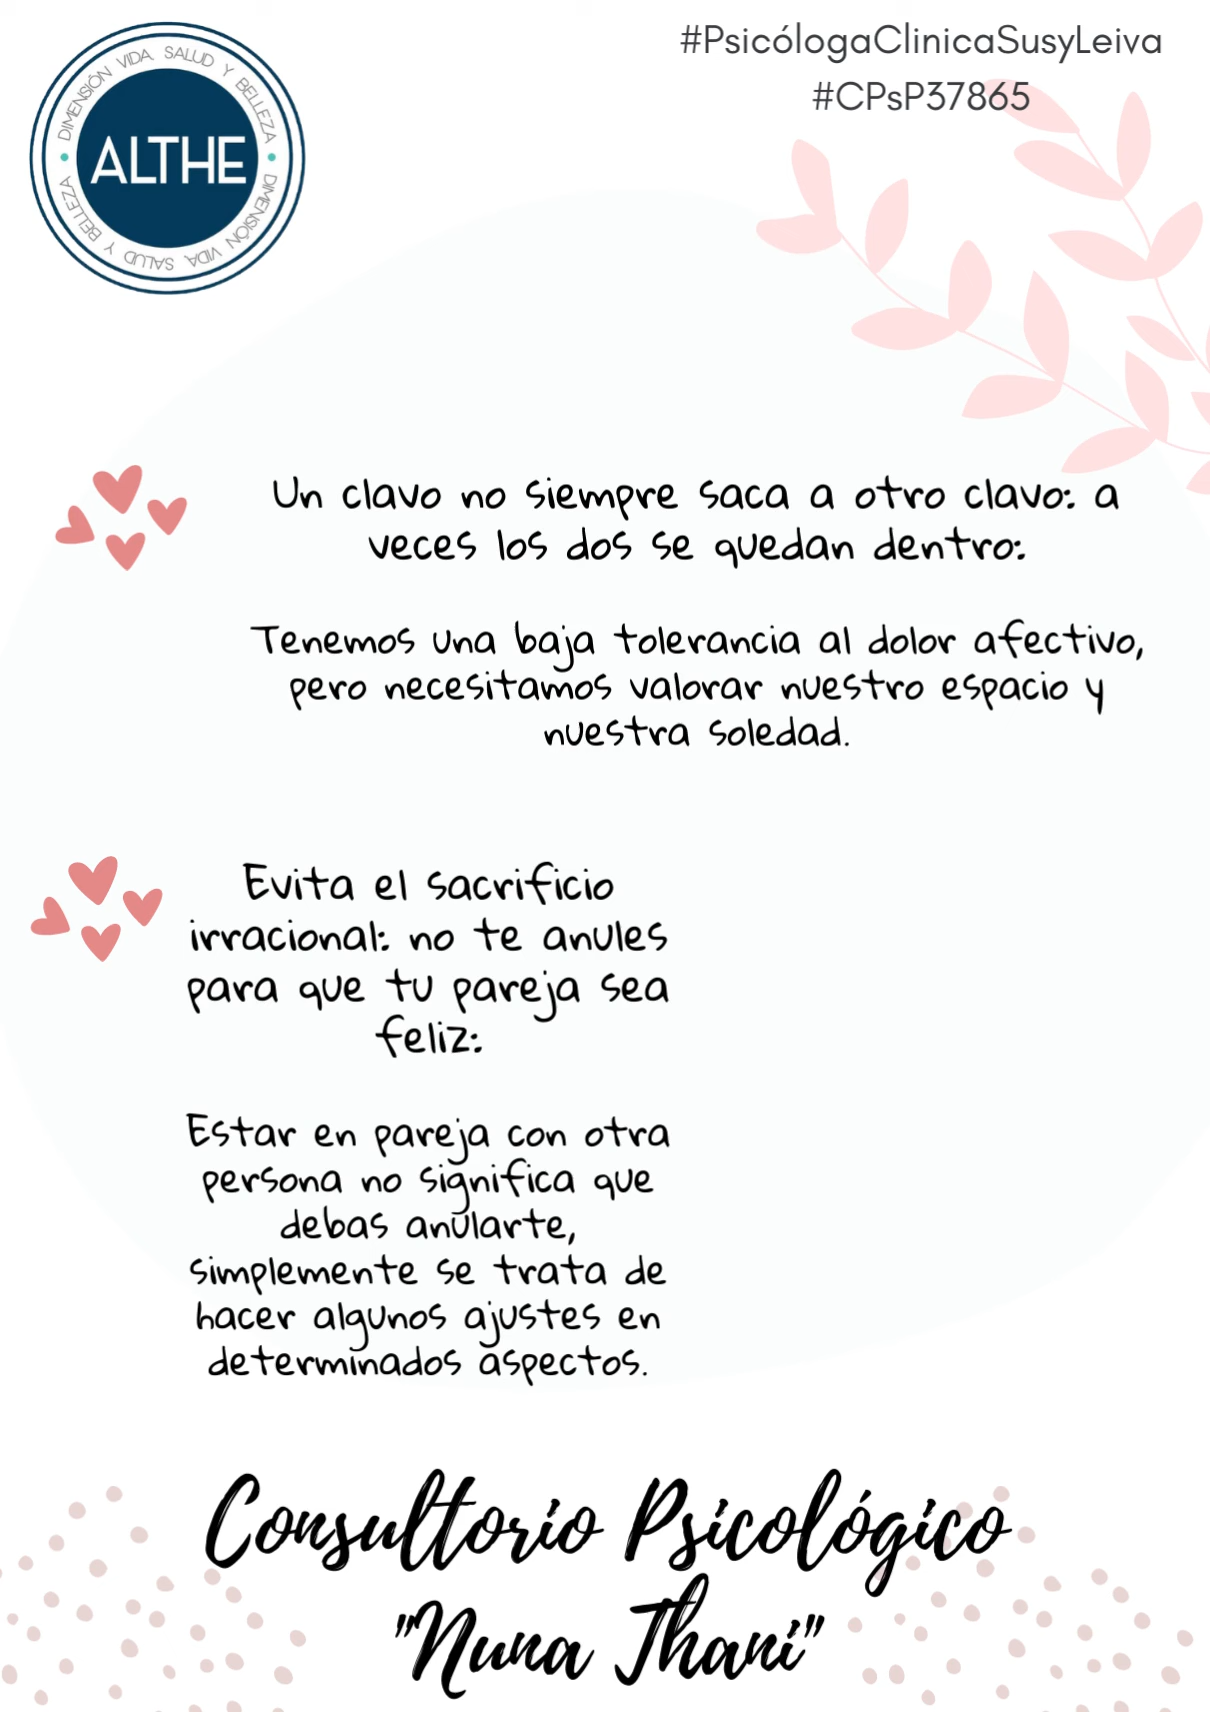 #PsicólogaClinicaSusyLeiva
#CPsP37865
DIMENSIÓN VIDA SALUD Y BELLEZA
ALTHE
DIMENSIÓN VIDA SALUD Y BELLEZA
Un clavo no siempre saca a otro clavo: a
veces los dos se quedan dentro:
Tenemos una baja tolerancia al dolor afectivo,
pero necesitamos valorar nuestro espacio y
nuestra soledad.
Evita el sacrificio
irracional: no te anules
para que tu pareja sea
feliz:
Estar en pareja con otra
persona no significa que
debas anularte,
simplemente se trata de
hacer algunos ajustes en
determinados aspectos.
Consultorio Psicológico
"Nuna Thani"